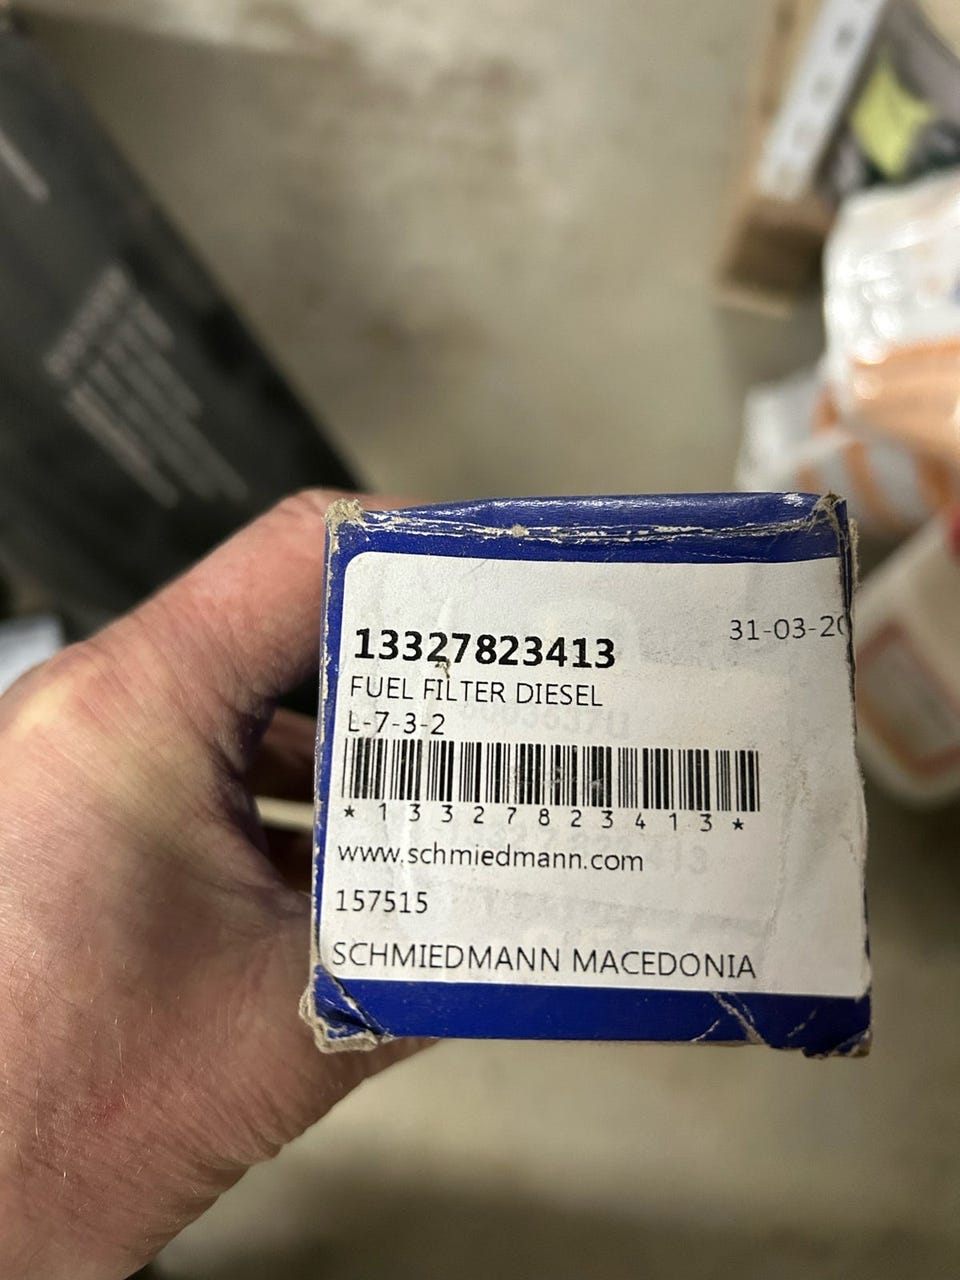 31-03-20
13327823413
FUEL FILTER DIESEL
L-7-3-2
*13327823413*
www.schmiedmann.com
157515
SCHMIEDMANN MACEDONIA